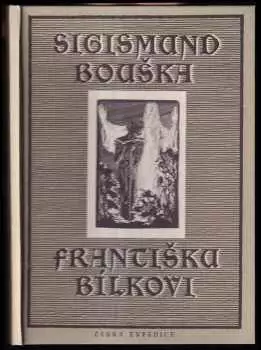 SIGISMUND
BOUŠKA
FRANTIŠKU
BÍLKOVI
ČESKÁ EXPEDICE